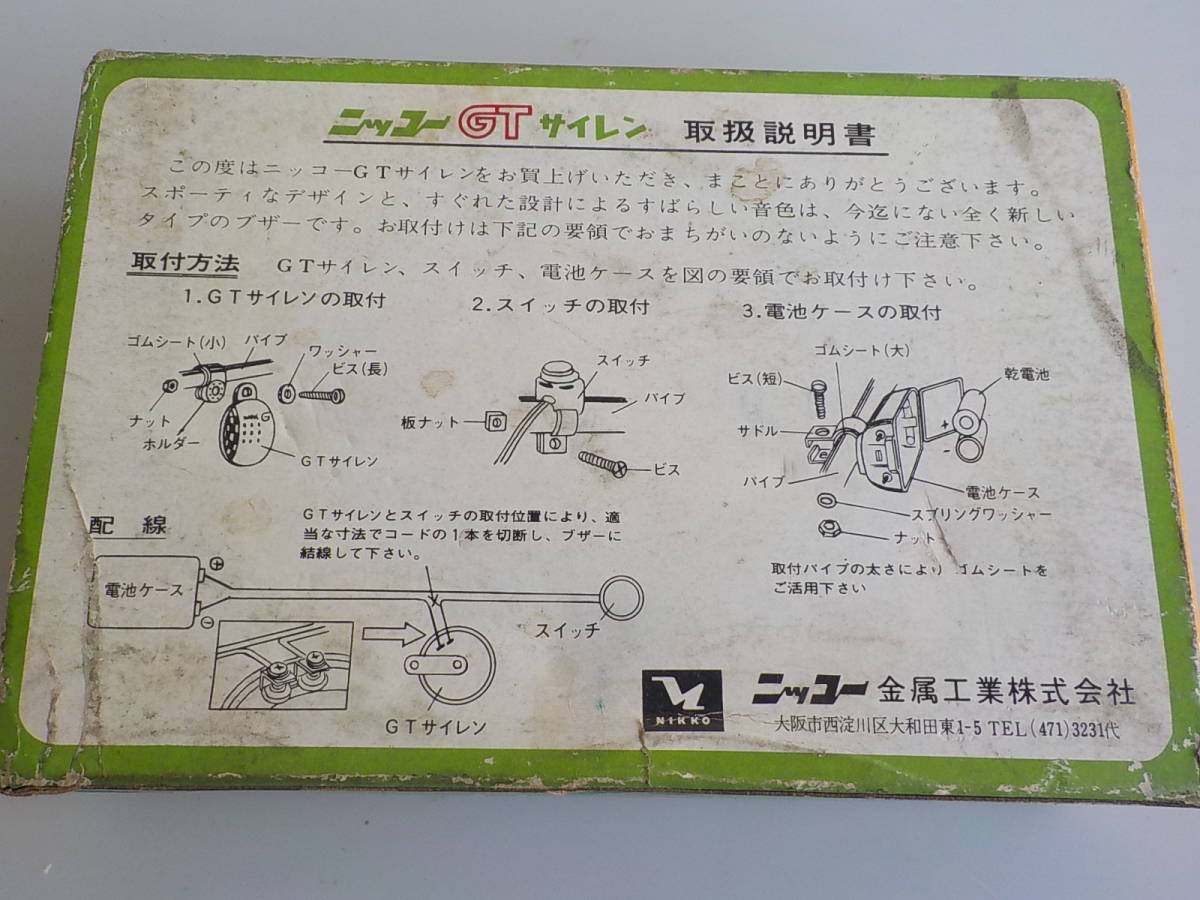 ニッコーGTサイレン 取扱説明書
この度はニッコーGTサイレンをお買上げいただき、まことにありがとうございます。
スポーティなデザインと、すぐれた設計によるすばらしい音色は、今迄にない全く新しい
タイプのブザーです。お取付けは下記の要領でおまちがいのないようにご注意下さい。
取付方法 GTサイレン、スイッチ、電池ケースを図の要領でお取付け下さい。
1.GTサイレンの取付
ゴムシート(小)
パイプ
ワッシャー
ビス(長)
ナット
ホルダー
G
GTサイレン
2.スイッチの取付
スイッチ
パイプ
板ナット
ビス
3.電池ケースの取付
ゴムシート(大)
ビス(短)
乾電池
サドル
+
-
パイプ
電池ケース
スプリングワッシャー
ナット
取付パイプの太さにより ゴムシートを
ご活用下さい
配線
GTサイレンとスイッチの取付位置により、適
当な寸法でコードの1本を切断し、ブザーに
結線して下さい。
⊕
電池ケース
⊖
スイッチ
GTサイレン
NIKKO
ニッコー金属工業株式会社
大阪市西淀川区大和田東1-5 TEL(471)3231代